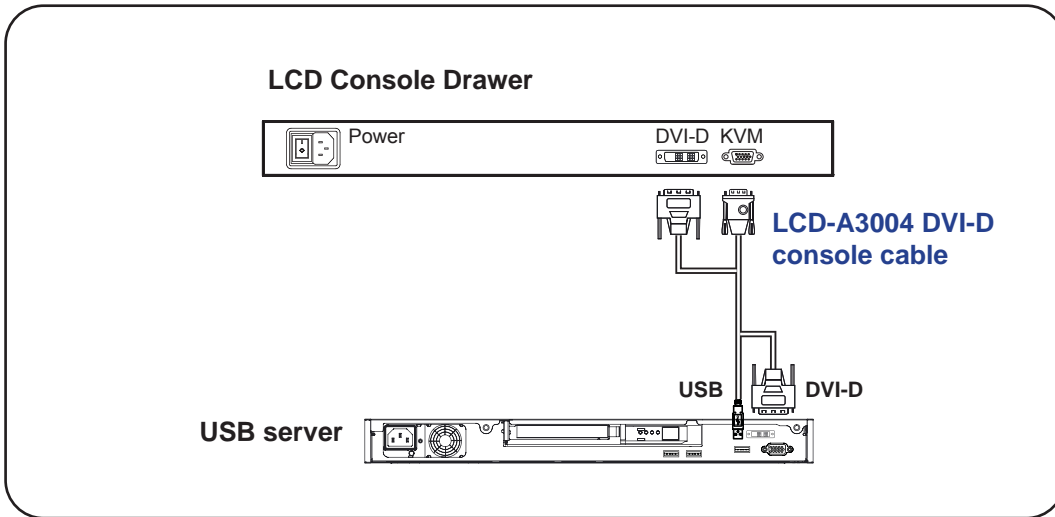 LCD Console Drawer
Power
DVI-D KVM
LCD-A3004 DVI-D
console cable
USB
DVI-D
USB server